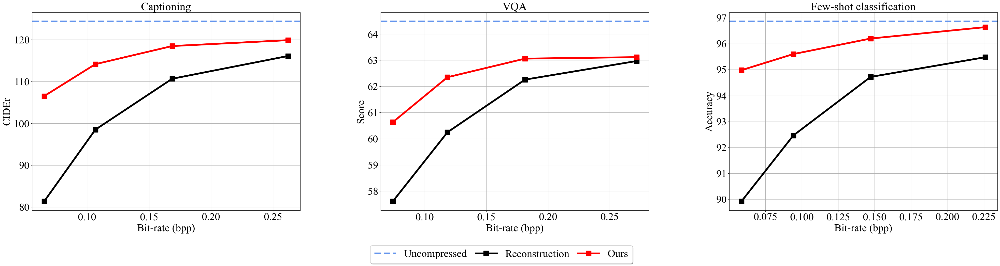 Captioning
CIDEr
120
110
100
90
80
0.10 0.15 0.20 0.25
Bit-rate (bpp)
VQA
Score
64
63
62
61
60
59
58
0.10 0.15 0.20 0.25
Bit-rate (bpp)
Few-shot classification
Accuracy
97
96
95
94
93
92
91
90
0.075 0.100 0.125 0.150 0.175 0.200 0.225
Bit-rate (bpp)
Uncompressed Reconstruction Ours